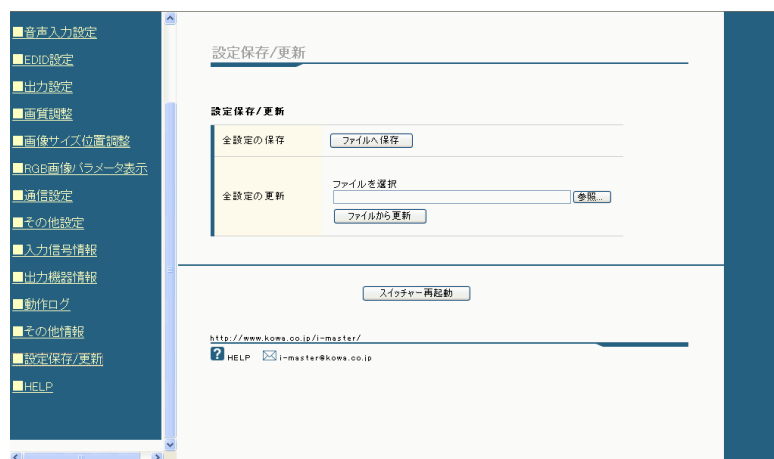 ■音声入力設定
■EDID設定
■出力設定
■画質調整
■画像サイズ位置調整
■RGB画像パラメータ表示
■通信設定
■その他設定
■入力信号情報
■出力機器情報
■動作ログ
■その他情報
■設定保存/更新
■HELP
設定保存/更新
設定保存/更新
全設定の保存 ファイルへ保存
ファイルを選択
全設定の更新 参照...
ファイルから更新
スイッチャー再起動
http://www.kowa.co.jp/i-master/
? HELP i-master@kowa.co.jp